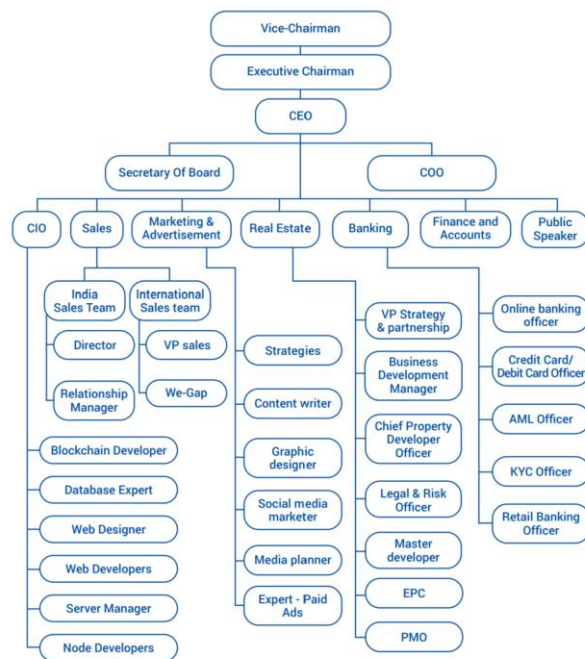 Vice-Chairman
Executive Chairman
CEO
Secretary Of Board
COO
CIO
Sales
Marketing &
Advertisement
Real Estate
Banking
Finance and
Accounts
Public
Speaker
India
Sales Team
International
Sales team
Director
VP sales
Relationship
Manager
We-Gap
Blockchain Developer
Database Expert
Web Designer
Web Developers
Server Manager
Node Developers
Strategies
Content writer
Graphic
designer
Social media
marketer
Media planner
Expert - Paid
Ads
VP Strategy
& partnership
Business
Development
Manager
Chief Property
Developer
Officer
Legal & Risk
Officer
Master
developer
EPC
PMO
Online banking
officer
Credit Card/
Debit Card Officer
AML Officer
KYC Officer
Retail Banking
Officer